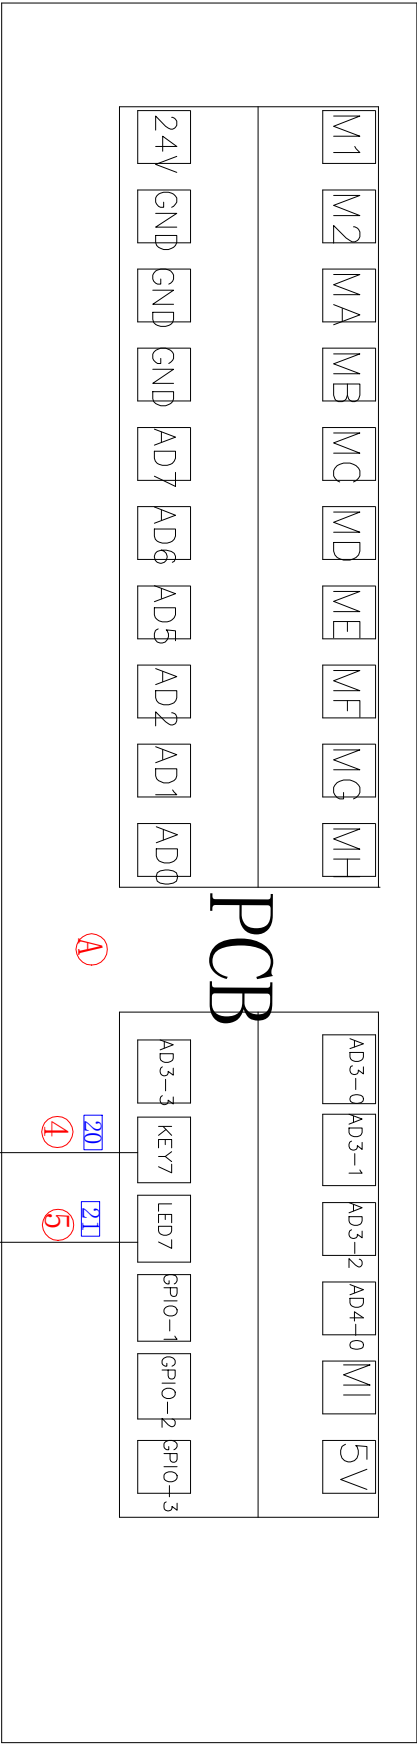 M1 M2 MA MB MC MD ME MF MG MH AD3-0 AD3-1 AD3-2 AD4-0 MI 5V
PCB
24V GND GND GND AD7 AD6 AD5 AD2 AD1 AD0 AD3-3 KEY7 LED7 GPIO-1 GPIO-2 GPIO-3
A 20 21
④ ⑤